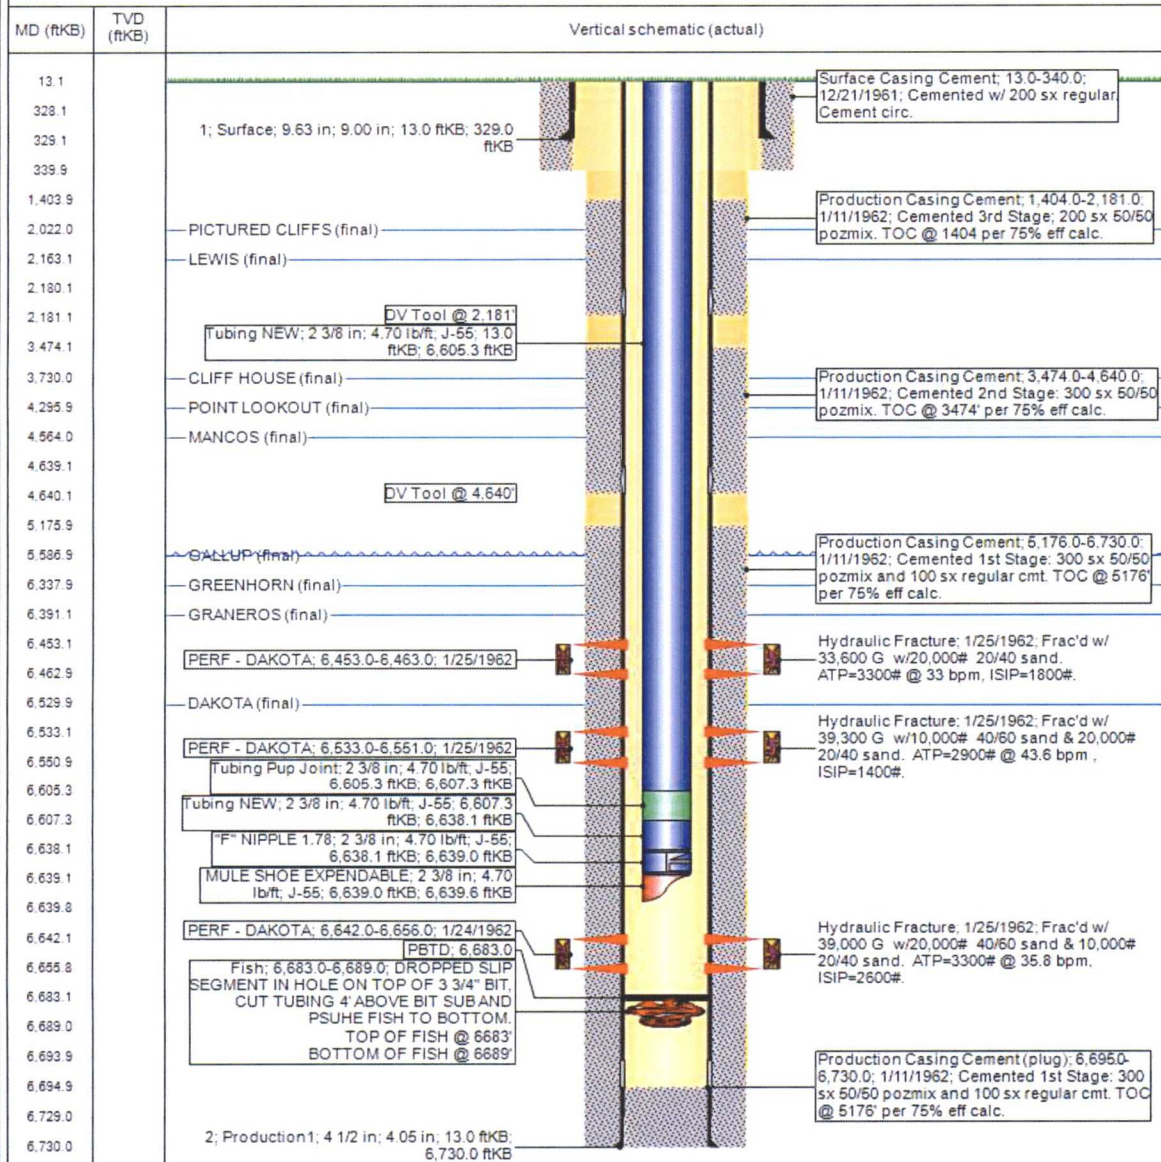 MD (ftKB)
TVD
(ftKB)
Vertical schematic (actual)
13.1
328.1
329.1
339.9
1,403.9
2,022.0
2,163.1
2,180.1
2,181.1
3,474.1
3,730.0
4,295.9
4,564.0
4,639.1
4,640.1
5,175.9
5,586.9
6,337.9
6,391.1
6,453.1
6,462.9
6,529.9
6,533.1
6,550.9
6,605.3
6,607.3
6,638.1
6,639.1
6,639.8
6,642.1
6,655.8
6,683.1
6,689.0
6,693.9
6,694.9
6,729.0
6,730.0
1; Surface; 9.63 in; 9.00 in; 13.0 ftKB; 329.0
ftKB
PICTURED CLIFFS (final)
LEWIS (final)
DV Tool @ 2,181'
Tubing NEW; 2 3/8 in; 4.70 lb/ft; J-55; 13.0
ftKB; 6,605.3 ftKB
CLIFF HOUSE (final)
POINT LOOKOUT (final)
MANCOS (final)
DV Tool @ 4,640'
GALLUP (final)
GREENHORN (final)
GRANEROS (final)
PERF - DAKOTA; 6,453.0-6,463.0; 1/25/1962
DAKOTA (final)
PERF - DAKOTA; 6,533.0-6,551.0; 1/25/1962
Tubing Pup Joint; 2 3/8 in; 4.70 lb/ft; J-55;
6,605.3 ftKB; 6,607.3 ftKB
Tubing NEW; 2 3/8 in; 4.70 lb/ft; J-55; 6,607.3
ftKB; 6,638.1 ftKB
"F" NIPPLE 1.78; 2 3/8 in; 4.70 lb/ft; J-55;
6,638.1 ftKB; 6,639.0 ftKB
MULE SHOE EXPENDABLE; 2 3/8 in; 4.70
lb/ft; J-55; 6,639.0 ftKB; 6,639.6 ftKB
PERF - DAKOTA; 6,642.0-6,656.0; 1/24/1962
PBTD; 6,683.0
Fish; 6,683.0-6,689.0; DROPPED SLIP
SEGMENT IN HOLE ON TOP OF 3 3/4" BIT,
CUT TUBING 4' ABOVE BIT SUB AND
PSUHE FISH TO BOTTOM.
TOP OF FISH @ 6683'
BOTTOM OF FISH @ 6689'
2; Production1; 4 1/2 in; 4.05 in; 13.0 ftKB;
6,730.0 ftKB
Surface Casing Cement; 13.0-340.0;
12/21/1961; Cemented w/ 200 sx regular.
Cement circ.
Production Casing Cement; 1,404.0-2,181.0;
1/11/1962; Cemented 3rd Stage; 200 sx 50/50
pozmix. TOC @ 1404 per 75% eff calc.
Production Casing Cement; 3,474.0-4,640.0;
1/11/1962; Cemented 2nd Stage: 300 sx 50/50
pozmix. TOC @ 3474' per 75% eff calc.
Production Casing Cement; 5,176.0-6,730.0;
1/11/1962; Cemented 1st Stage: 300 sx 50/50
pozmix and 100 sx regular cmt. TOC @ 5176'
per 75% eff calc.
Hydraulic Fracture; 1/25/1962; Frac'd w/
33,600 G w/20,000# 20/40 sand.
ATP=3300# @ 33 bpm, ISIP=1800#.
Hydraulic Fracture; 1/25/1962; Frac'd w/
39,300 G w/10,000# 40/60 sand & 20,000#
20/40 sand. ATP=2900# @ 43.6 bpm ,
ISIP=1400#.
Hydraulic Fracture; 1/25/1962; Frac'd w/
39,000 G w/20,000# 40/60 sand & 10,000#
20/40 sand. ATP=3300# @ 35.8 bpm,
ISIP=2600#.
Production Casing Cement (plug); 6,695.0-
6,730.0; 1/11/1962; Cemented 1st Stage: 300
sx 50/50 pozmix and 100 sx regular cmt. TOC
@ 5176' per 75% eff calc.